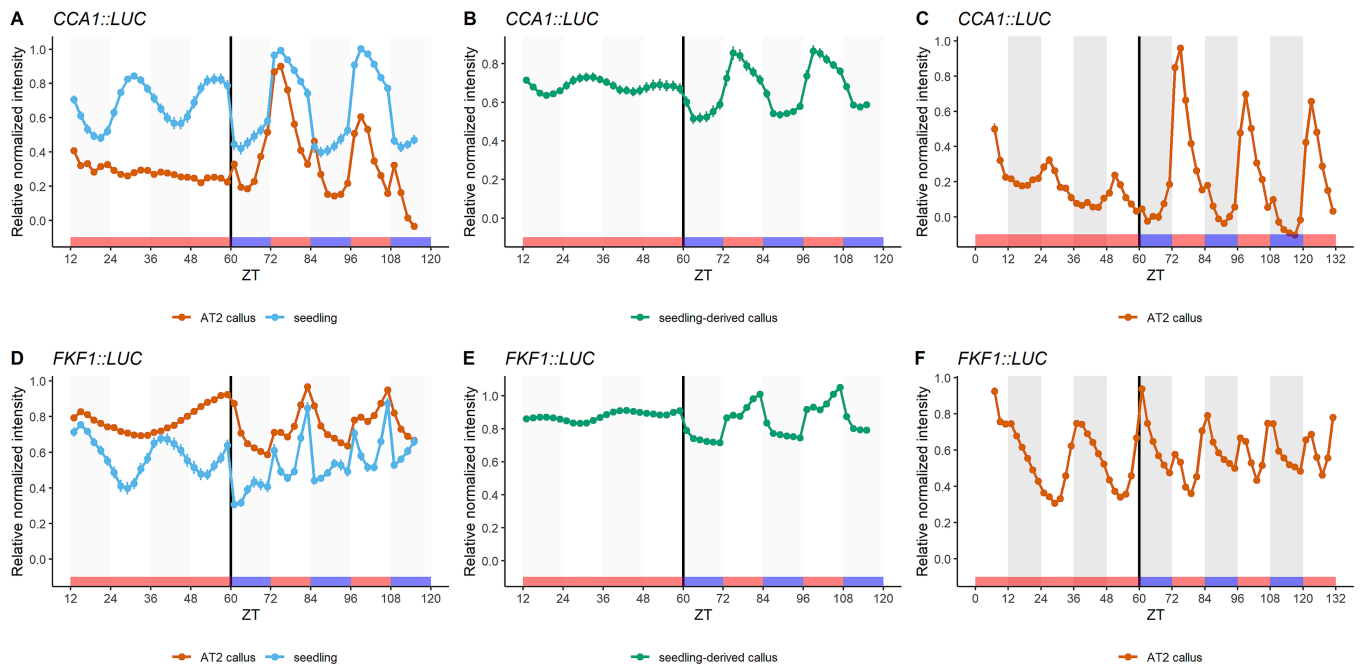 A CCA1::LUC
Relative normalized intensity
1.0
0.8
0.6
0.4
0.2
0.0
12 24 36 48 60 72 84 96 108 120
ZT
AT2 callus seedling
B CCA1::LUC
Relative normalized intensity
1.0
0.8
0.6
0.4
0.2
0.0
12 24 36 48 60 72 84 96 108 120
ZT
seedling-derived callus
C CCA1::LUC
Relative normalized intensity
1.0
0.8
0.6
0.4
0.2
0.0
0 12 24 36 48 60 72 84 96 108 120 132
ZT
AT2 callus
D FKF1::LUC
Relative normalized intensity
1.0
0.8
0.6
0.4
0.2
0.0
12 24 36 48 60 72 84 96 108 120
ZT
AT2 callus seedling
E FKF1::LUC
Relative normalized intensity
1.0
0.8
0.6
0.4
0.2
0.0
12 24 36 48 60 72 84 96 108 120
ZT
seedling-derived callus
F FKF1::LUC
Relative normalized intensity
1.0
0.8
0.6
0.4
0.2
0.0
0 12 24 36 48 60 72 84 96 108 120 132
ZT
AT2 callus